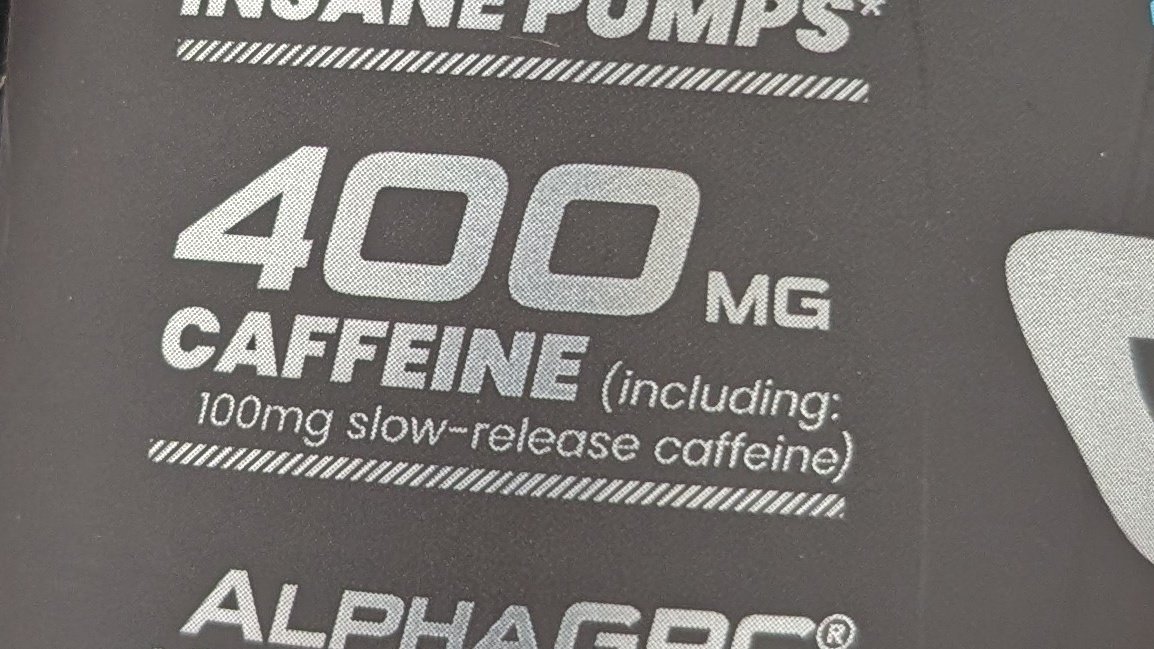 INSANE PUMPS*
400 MG
CAFFEINE (including:
100mg slow-release caffeine)
ALPHAGPC®